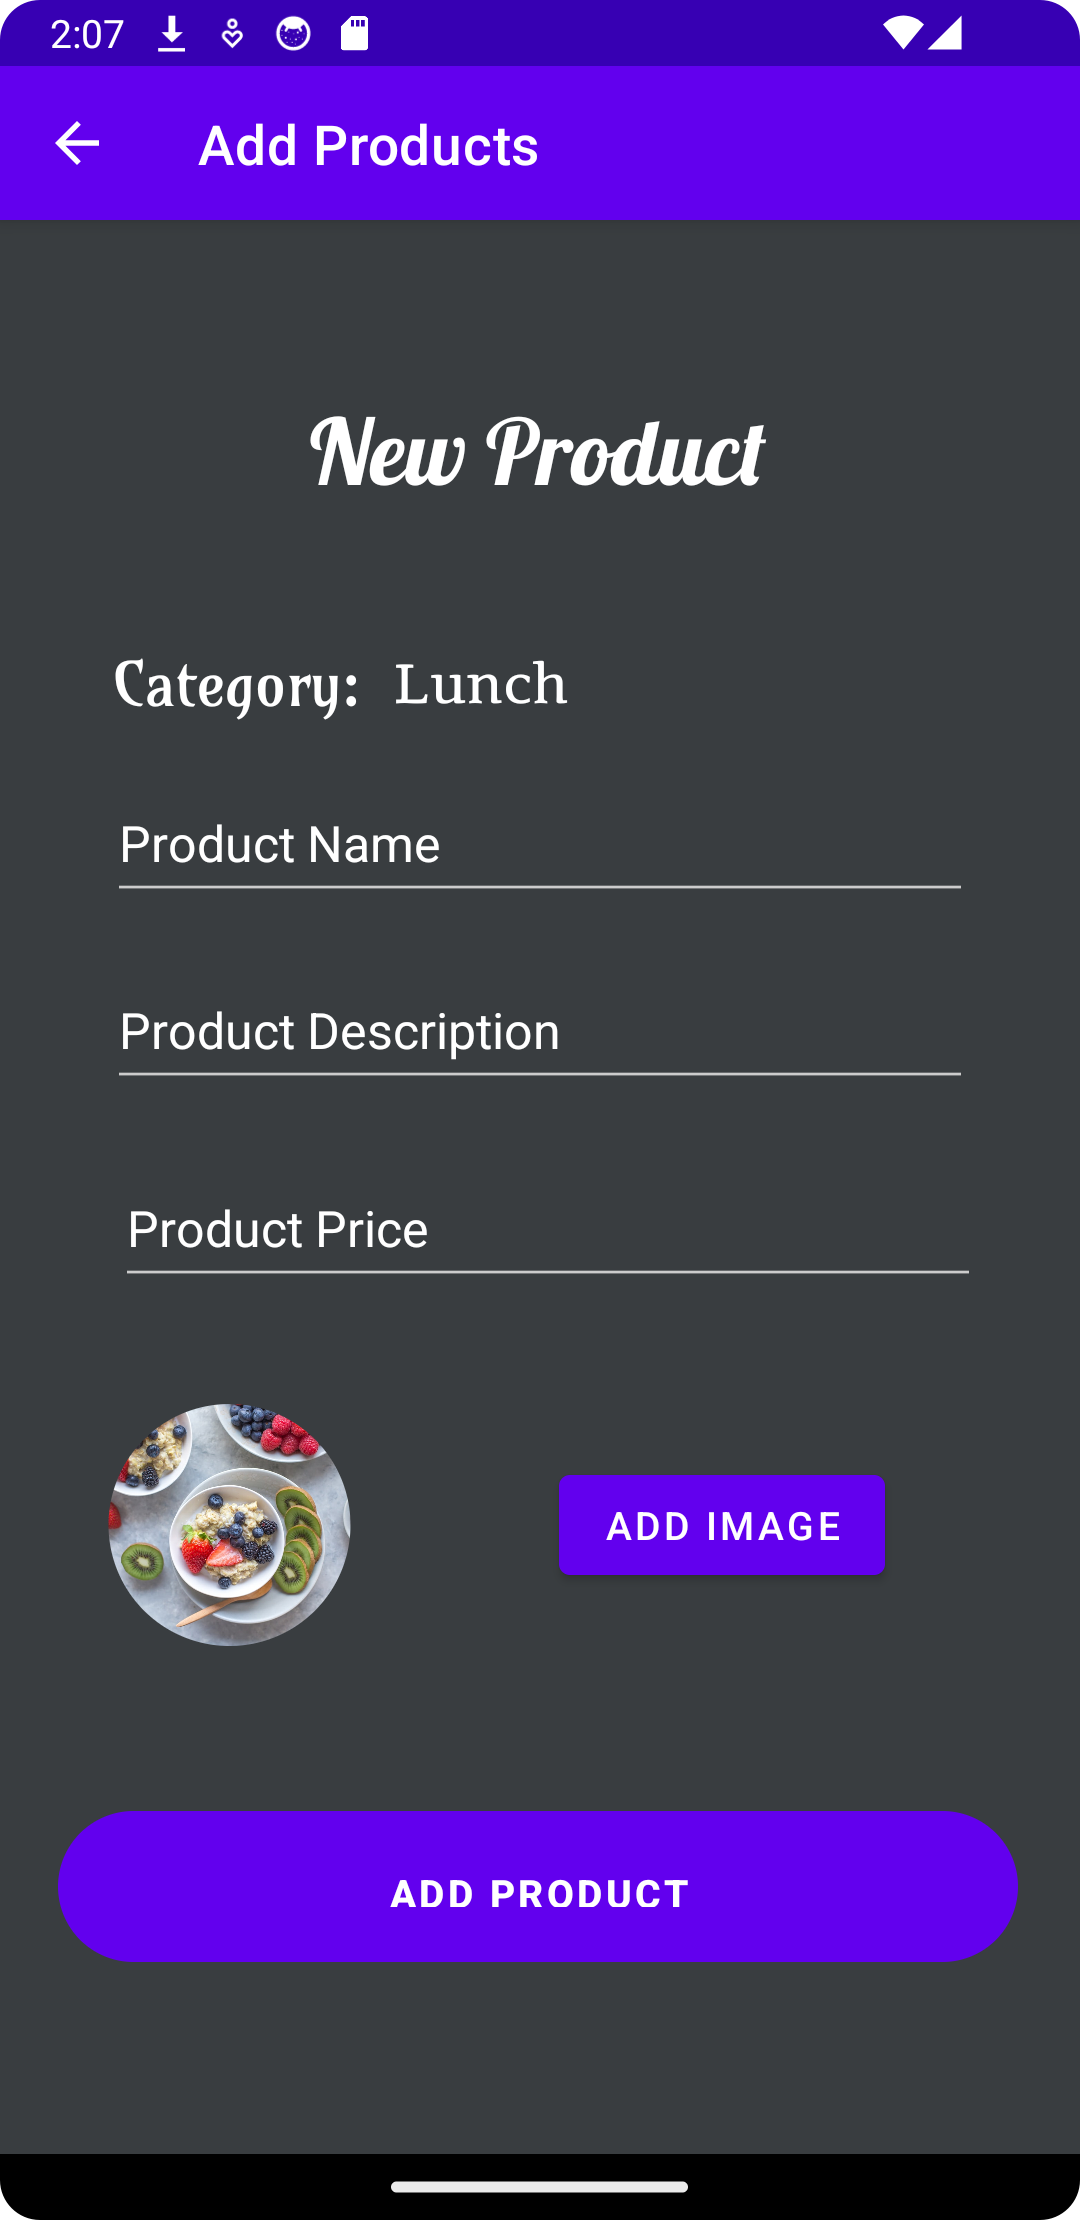 2:07
Add Products
New Product
Category: Lunch
Product Name
Product Description
Product Price
ADD IMAGE
ADD PRODUCT